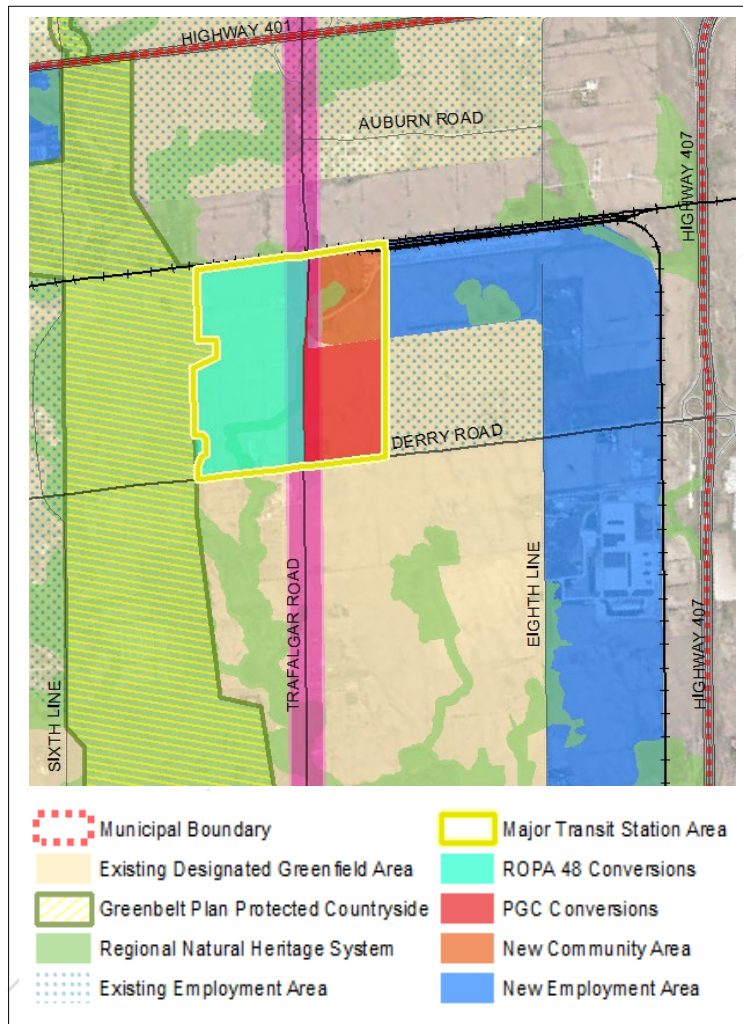 HIGHWAY 401
AUBURN ROAD
HIGHWAY 407
DERRY ROAD
EIGHTH LINE
TRAFALGAR ROAD
SIXTH LINE
HIGHWAY 407
Municipal Boundary
Major Transit Station Area
Existing Designated Greenfield Area
ROPA 48 Conversions
Greenbelt Plan Protected Countryside
PGC Conversions
Regional Natural Heritage System
New Community Area
Existing Employment Area
New Employment Area